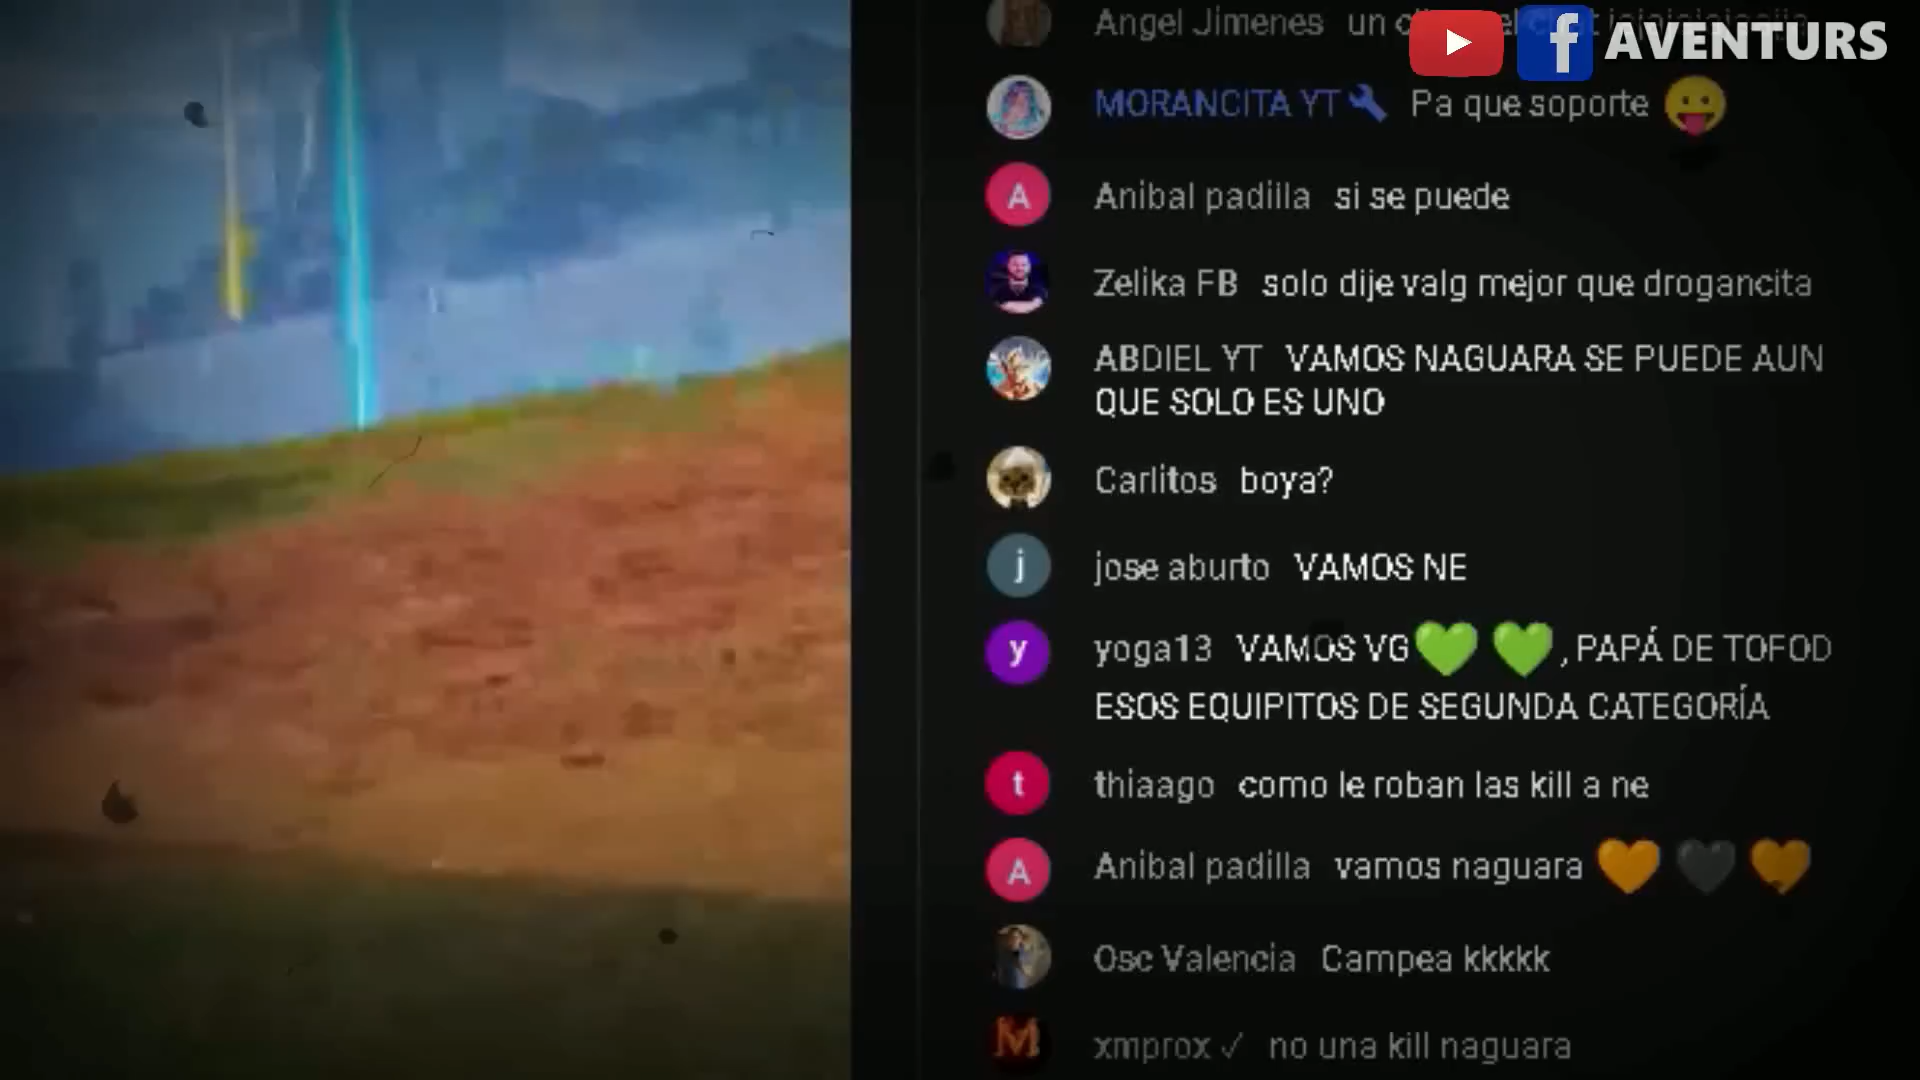 AVENTURS
Angel Jimenes un
MORANCITA YT Pa que soporte
Anibal padilla si se puede
Zelika FB solo dije valg mejor que drogancita
ABDIEL YT VAMOS NAGUARA SE PUEDE AUN
QUE SOLO ES UNO
Carlitos boya?
jose aburto VAMOS NE
yoga13 VAMOS VG💚 💚 , PAPÁ DE TOFOD
ESOS EQUIPITOS DE SEGUNDA CATEGORÍA
thiaago como le roban las kill a ne
Anibal padilla vamos naguara 🧡 🖤 🧡
Osc Valencia Campea kkkkk
xmprox ✓ no una kill naguara